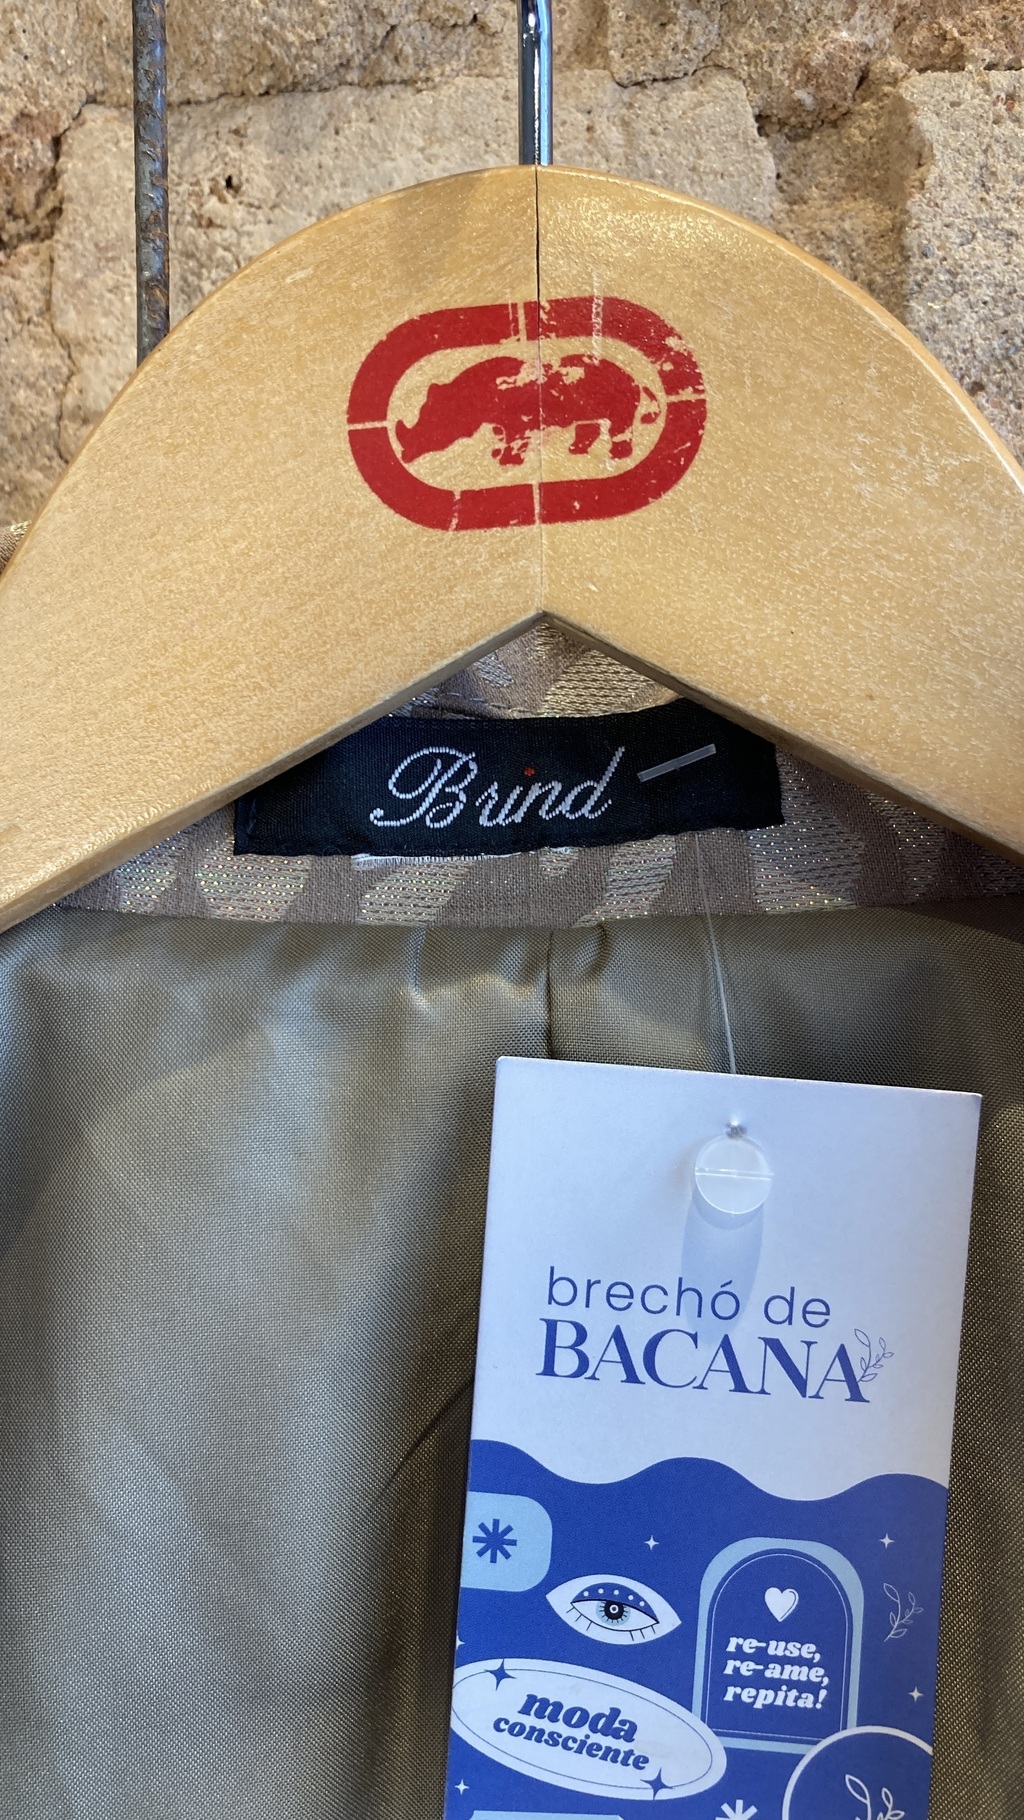 Brind
brechó de
BACANA
re-use,
re-ame,
repita!
moda
consciente